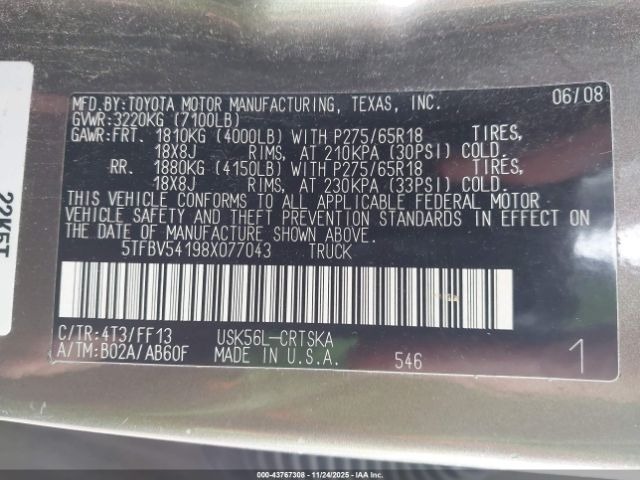 MFD.BY:TOYOTA MOTOR MANUFACTURING, TEXAS, INC. 06/08
GVWR:3220KG (7100LB)
GAWR:FRT. 1810KG (4000LB) WITH P275/65R18 TIRES,
18X8J RIMS, AT 210KPA (30PSI) COLD.
RR. 1880KG (4150LB) WITH P275/65R18 TIRES,
18X8J RIMS, AT 230KPA (33PSI) COLD.
THIS VEHICLE CONFORMS TO ALL APPLICABLE FEDERAL MOTOR
VEHICLE SAFETY AND THEFT PREVENTION STANDARDS IN EFFECT ON
THE DATE OF MANUFACTURE SHOWN ABOVE.
5TFBV54198X077043 TRUCK
C/TR:4T3/FF13 USK56L-CRTSKA
A/TM:B02A/AB60F MADE IN U.S.A. 546 1
22K5T
000-43767308 - 11/24/2025 - IAA Inc. - Copyright